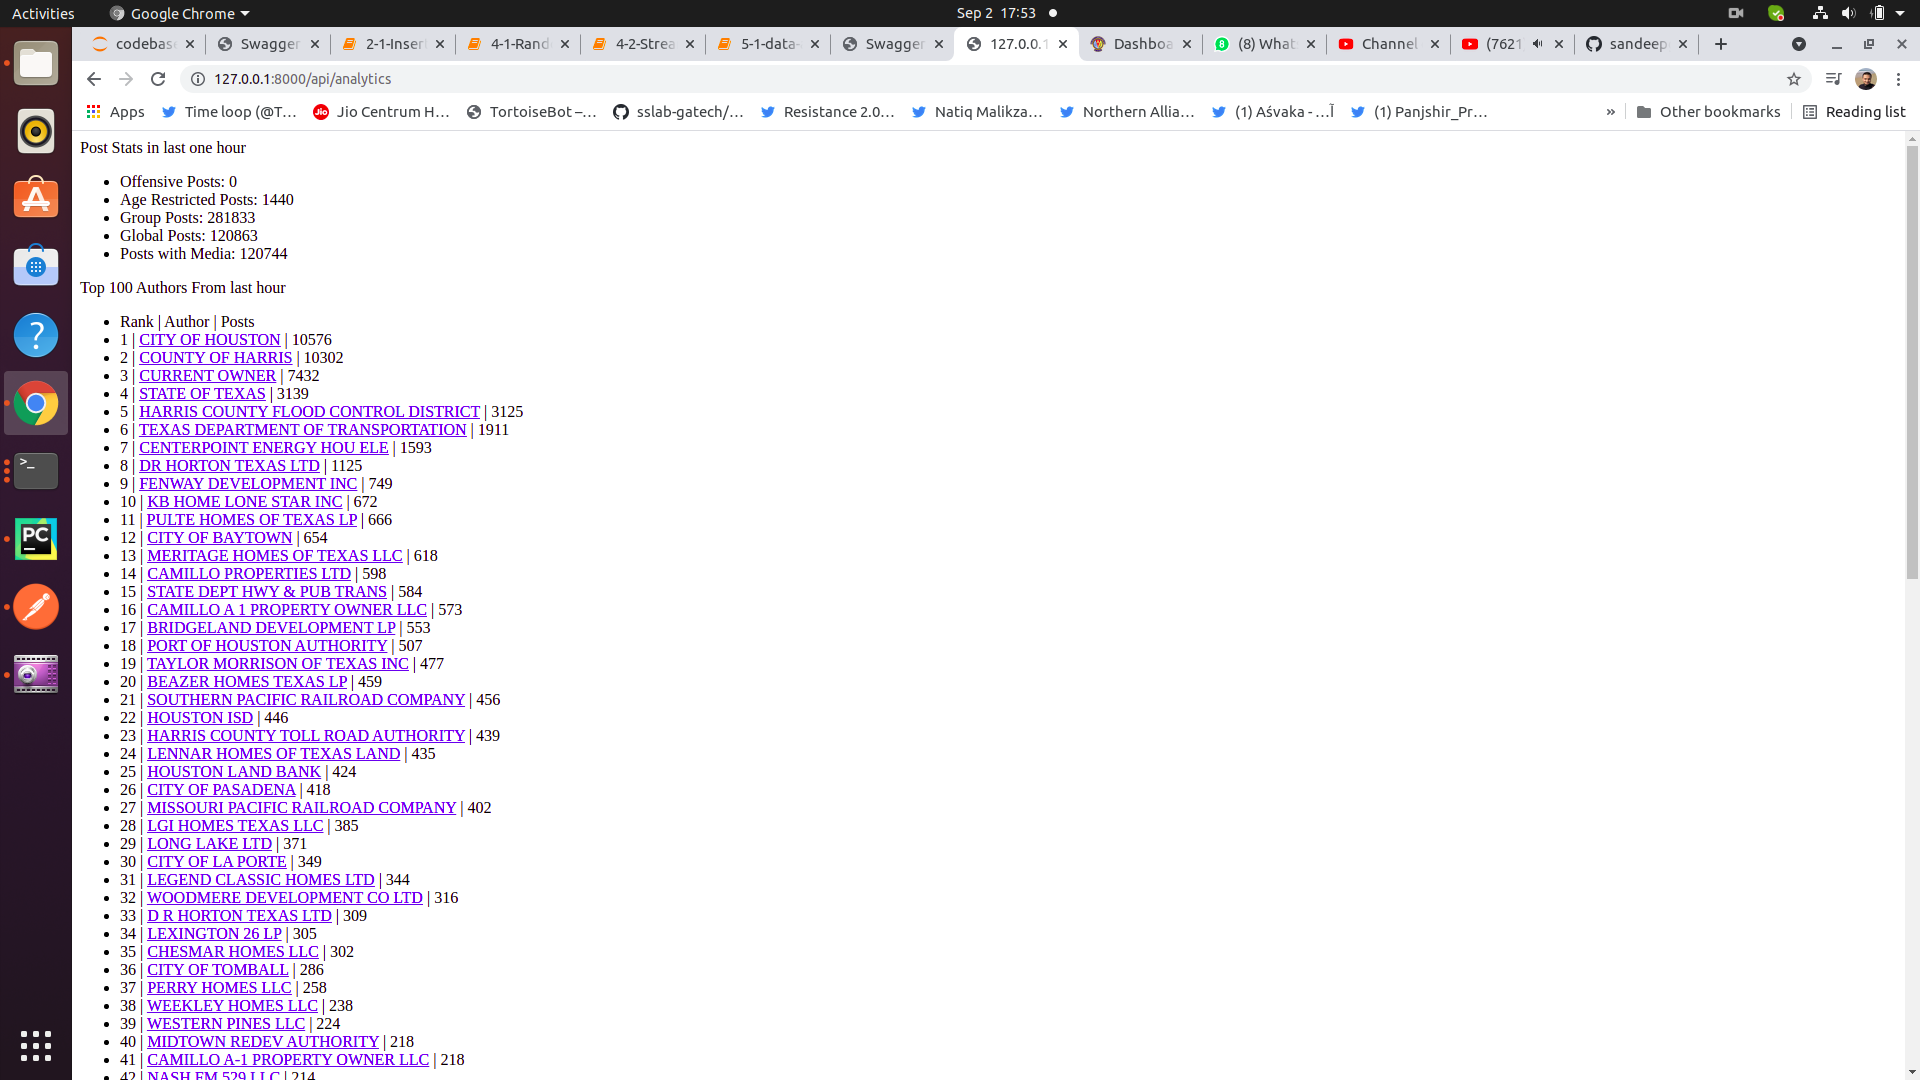 Activities
Google Chrome
Sep 2 17:53
codebase
Swagger
2-1-Inser
4-1-Rand
4-2-Strea
5-1-data-
Swagger
127.0.0.1
Dashboa
(8) What
Channel
(7621
sandeep
127.0.0.1:8000/api/analytics
Apps
Time loop (@T…
Jio Centrum H…
TortoiseBot –…
sslab-gatech/…
Resistance 2.0…
Natiq Malikza…
Northern Allia…
(1) Aśvaka - …آ
(1) Panjshir_Pr…
»
Other bookmarks
Reading list
Post Stats in last one hour
Offensive Posts: 0
Age Restricted Posts: 1440
Group Posts: 281833
Global Posts: 120863
Posts with Media: 120744
Top 100 Authors From last hour
Rank | Author | Posts
1 | CITY OF HOUSTON | 10576
2 | COUNTY OF HARRIS | 10302
3 | CURRENT OWNER | 7432
4 | STATE OF TEXAS | 3139
5 | HARRIS COUNTY FLOOD CONTROL DISTRICT | 3125
6 | TEXAS DEPARTMENT OF TRANSPORTATION | 1911
7 | CENTERPOINT ENERGY HOU ELE | 1593
8 | DR HORTON TEXAS LTD | 1125
9 | FENWAY DEVELOPMENT INC | 749
10 | KB HOME LONE STAR INC | 672
11 | PULTE HOMES OF TEXAS LP | 666
12 | CITY OF BAYTOWN | 654
13 | MERITAGE HOMES OF TEXAS LLC | 618
14 | CAMILLO PROPERTIES LTD | 598
15 | STATE DEPT HWY & PUB TRANS | 584
16 | CAMILLO A 1 PROPERTY OWNER LLC | 573
17 | BRIDGELAND DEVELOPMENT LP | 553
18 | PORT OF HOUSTON AUTHORITY | 507
19 | TAYLOR MORRISON OF TEXAS INC | 477
20 | BEAZER HOMES TEXAS LP | 459
21 | SOUTHERN PACIFIC RAILROAD COMPANY | 456
22 | HOUSTON ISD | 446
23 | HARRIS COUNTY TOLL ROAD AUTHORITY | 439
24 | LENNAR HOMES OF TEXAS LAND | 435
25 | HOUSTON LAND BANK | 424
26 | CITY OF PASADENA | 418
27 | MISSOURI PACIFIC RAILROAD COMPANY | 402
28 | LGI HOMES TEXAS LLC | 385
29 | LONG LAKE LTD | 371
30 | CITY OF LA PORTE | 349
31 | LEGEND CLASSIC HOMES LTD | 344
32 | WOODMERE DEVELOPMENT CO LTD | 316
33 | D R HORTON TEXAS LTD | 309
34 | LEXINGTON 26 LP | 305
35 | CHESMAR HOMES LLC | 302
36 | CITY OF TOMBALL | 286
37 | PERRY HOMES LLC | 258
38 | WEEKLEY HOMES LLC | 238
39 | WESTERN PINES LLC | 224
40 | MIDTOWN REDEV AUTHORITY | 218
41 | CAMILLO A-1 PROPERTY OWNER LLC | 218
42 | NASH FM 529 LLC | 214